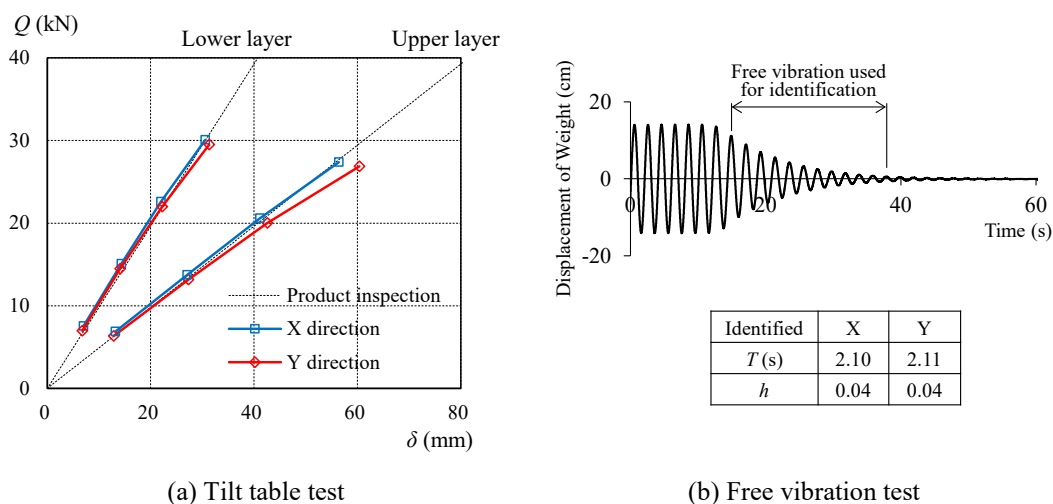 Q (kN)
Lower layer
Upper layer
40
30
20
10
0
0
20
40
60
80
δ (mm)
Product inspection
X direction
Y direction
(a) Tilt table test
Displacement of Weight (cm)
Free vibration used
for identification
20
0
-20
0
20
40
60
Time (s)
Identified X Y
T (s) 2.10 2.11
h 0.04 0.04
(b) Free vibration test